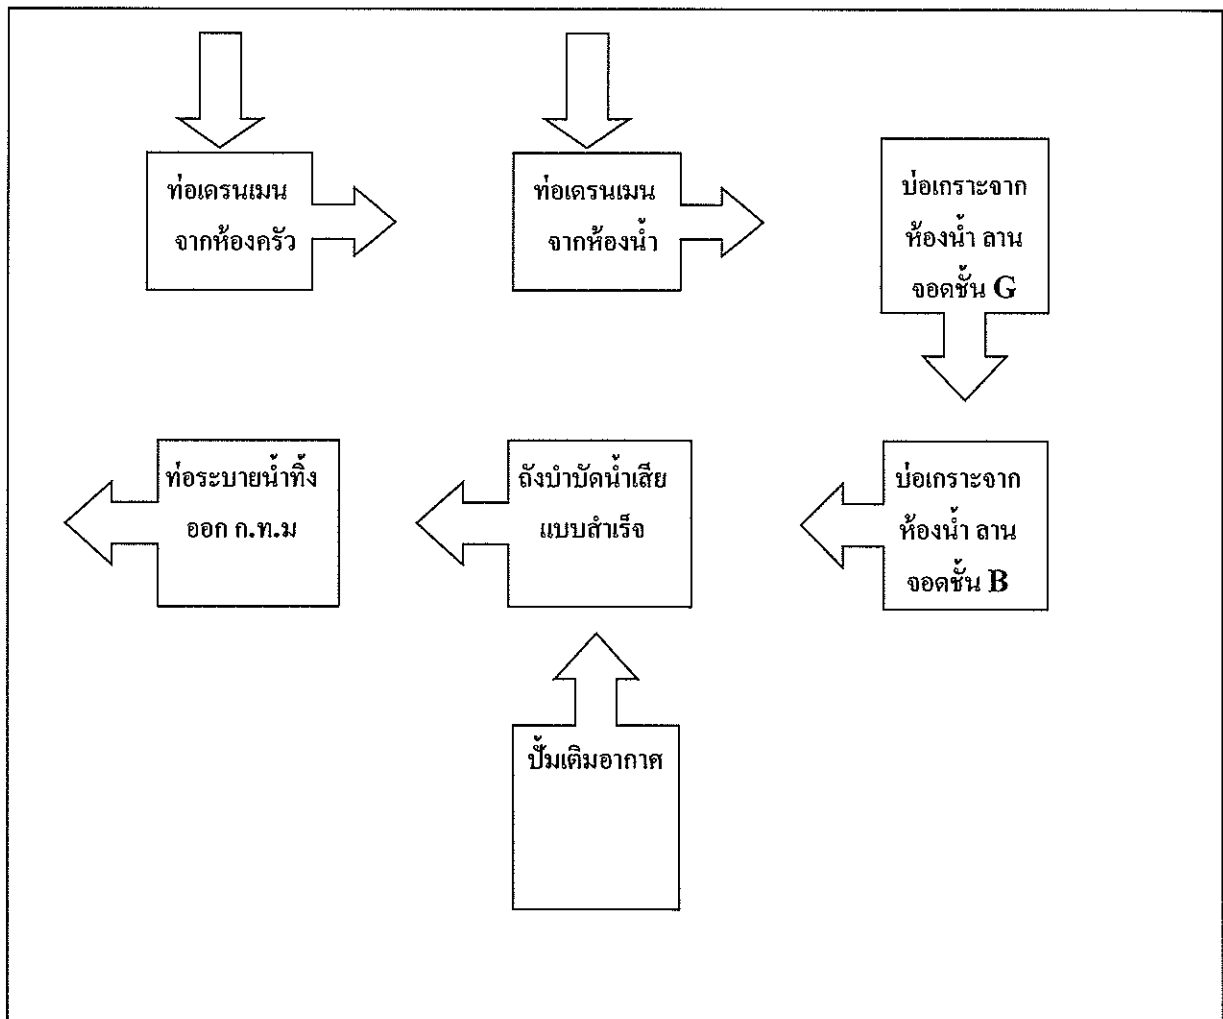 ท่อเดรนเมน
จากห้องครัว
ท่อเดรนเมน
จากห้องน้ำ
บ่อเกราะจาก
ห้องน้ำ ลาน
จอดชั้น G
ท่อระบายน้ำทิ้ง
ออก ก.ท.ม
ถังบำบัดน้ำเสีย
แบบสำเร็จ
บ่อเกราะจาก
ห้องน้ำ ลาน
จอดชั้น B
ปั้มเติมอากาศ